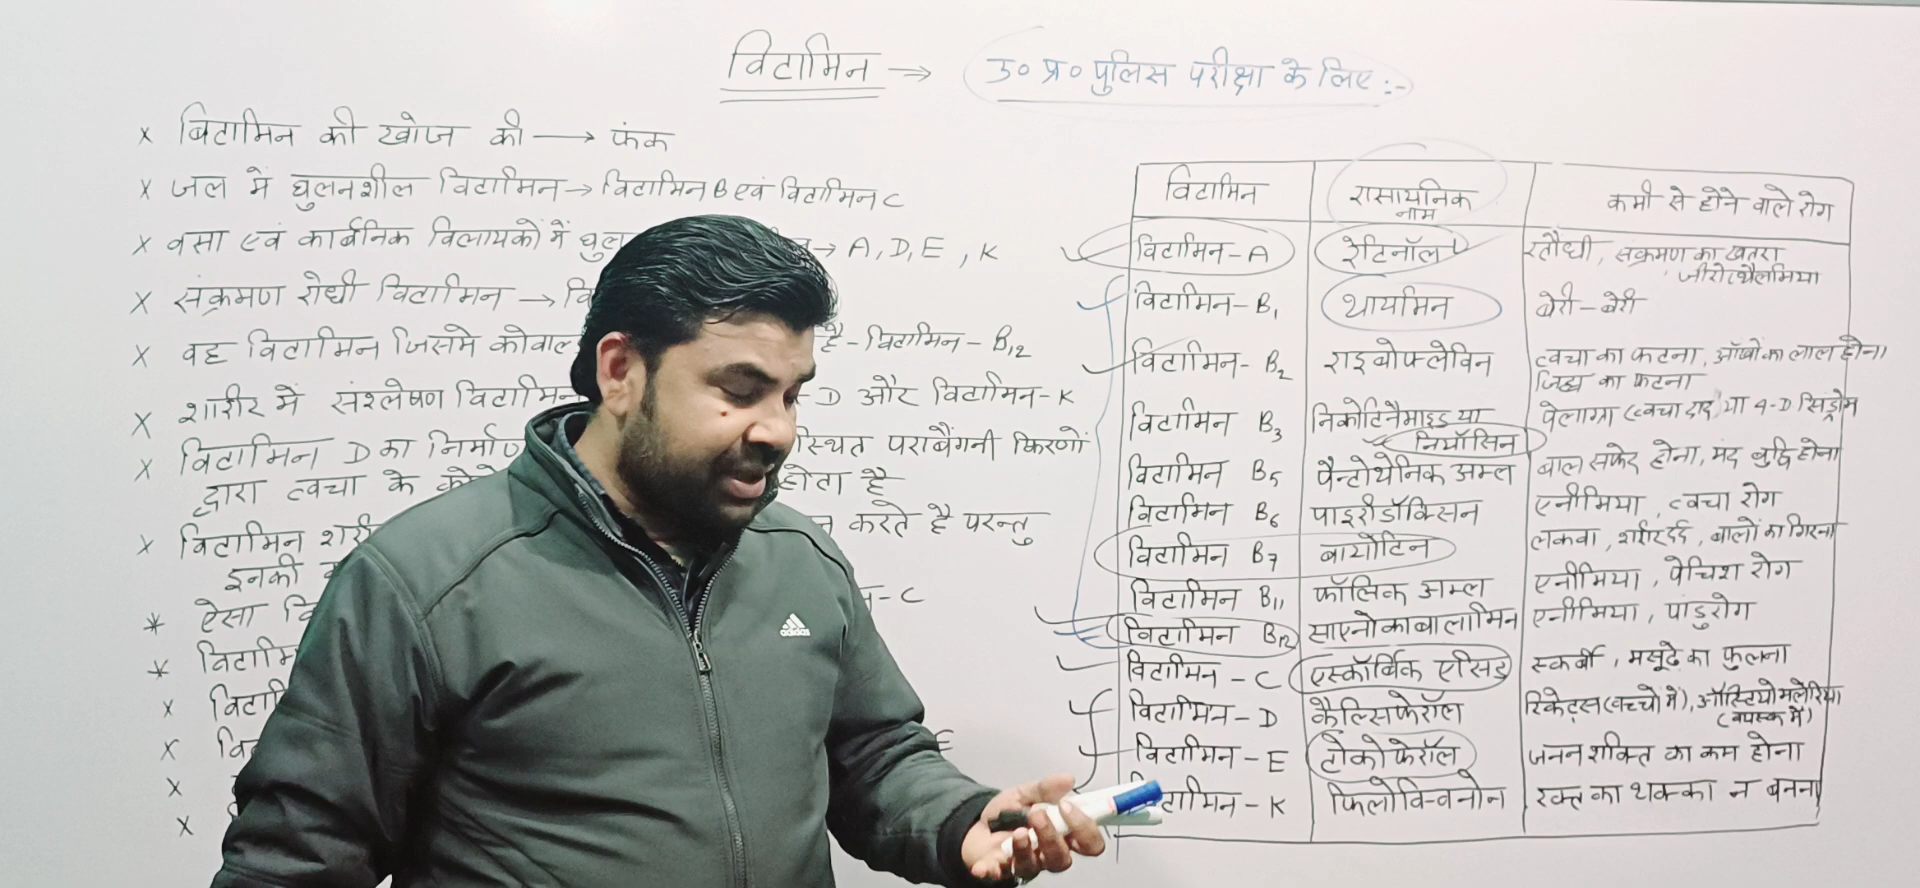 विटामिन → उ० प्र० पुलिस परीक्षा के लिए :-
x बिटामिन की खोज की → फंक
x जल मे घुलनशील विटामिन → विटामिन B एवं विटामिन C
x वसा एवं कार्बनिक विलायकों में घुल → A, D, E, K
x संक्रमण रोधी विटामिन → वि
x वह विटामिन जिसमे कोवाल है - विटामिन - B12
x शरीर में संश्लेषण विटामिन - D और विटामिन - K
x विटामिन D का निर्माण स्थित पराबैंगनी किरणों
द्वारा त्वचा के को होता है
x विटामिन शरी करते है परन्तु
इनकी
* ऐसा वि न - C
* विटामि
x विटा
x वि E
x
x
विटामिन | रासायनिक नाम | कमी से होने वाले रोग
विटामिन - A | रेटिनॉल | रतौंधी, सक्रमण का खतरा जीरोप्थैलमिया
विटामिन - B1 | थायमिन | बेरी - बेरी
विटामिन - B2 | राइबोफ्लेविन | त्वचा का फटना, आँखों का लाल होना जिह्वा का फटना
विटामिन B3 | निकोटिनैमाइड या नियॉसिन | पेलाग्रा (त्वचा दाद) या 4-D सिंड्रोम
विटामिन B5 | पैन्टोथेनिक अम्ल | बाल सफेद होना, मंद बुद्धि होना
विटामिन B6 | पाइरीडॉक्सिन | एनीमिया, त्वचा रोग
विटामिन B7 | बायोटिन | लकवा, शरीर दर्द, बालों का गिरना
विटामिन B11 | फॉलिक अम्ल | एनीमिया, पेचिश रोग
विटामिन B12 | साएनोकाबालामिन | एनीमिया, पांडुरोग
विटामिन - C | एस्कॉर्बिक एसिड | स्कर्वी, मसूढे का फुलना
विटामिन - D | कैल्सिफेरॉल | रिकेट्स (बच्चों में), ऑस्टियोमलेरिया (वयस्क में)
विटामिन - E | टोकोफेरॉल | जनन शक्ति का कम होना
टामिन - K | फिलोक्विनोन | रक्त का थक्का न बनना
adidas